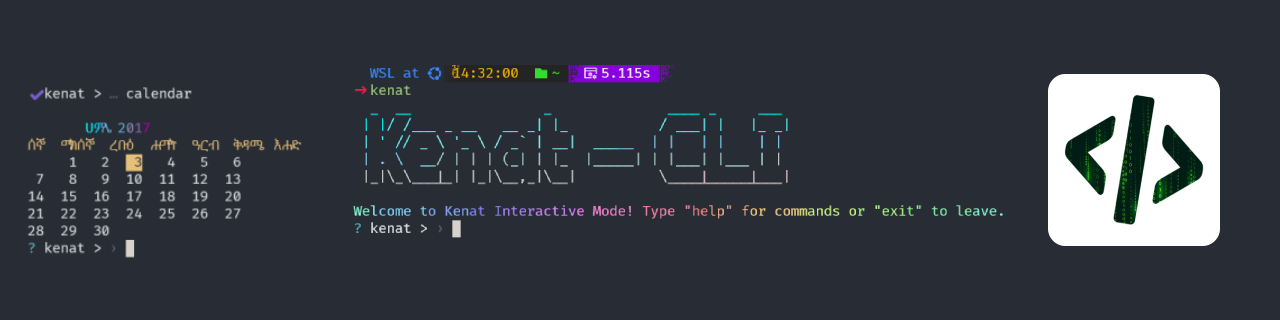 kenat > … calendar
ሀምሌ 2017
ሰኞ ማክሰኞ ረቡዕ ሐሙስ ዓርብ ቅዳሜ እሑድ
1 2 3 4 5 6
7 8 9 10 11 12 13
14 15 16 17 18 19 20
21 22 23 24 25 26 27
28 29 30
? kenat > ›
WSL at 14:32:00 ~ 5.115s
kenat
Kenat - CLI
Welcome to Kenat Interactive Mode! Type "help" for commands or "exit" to leave.
? kenat > ›